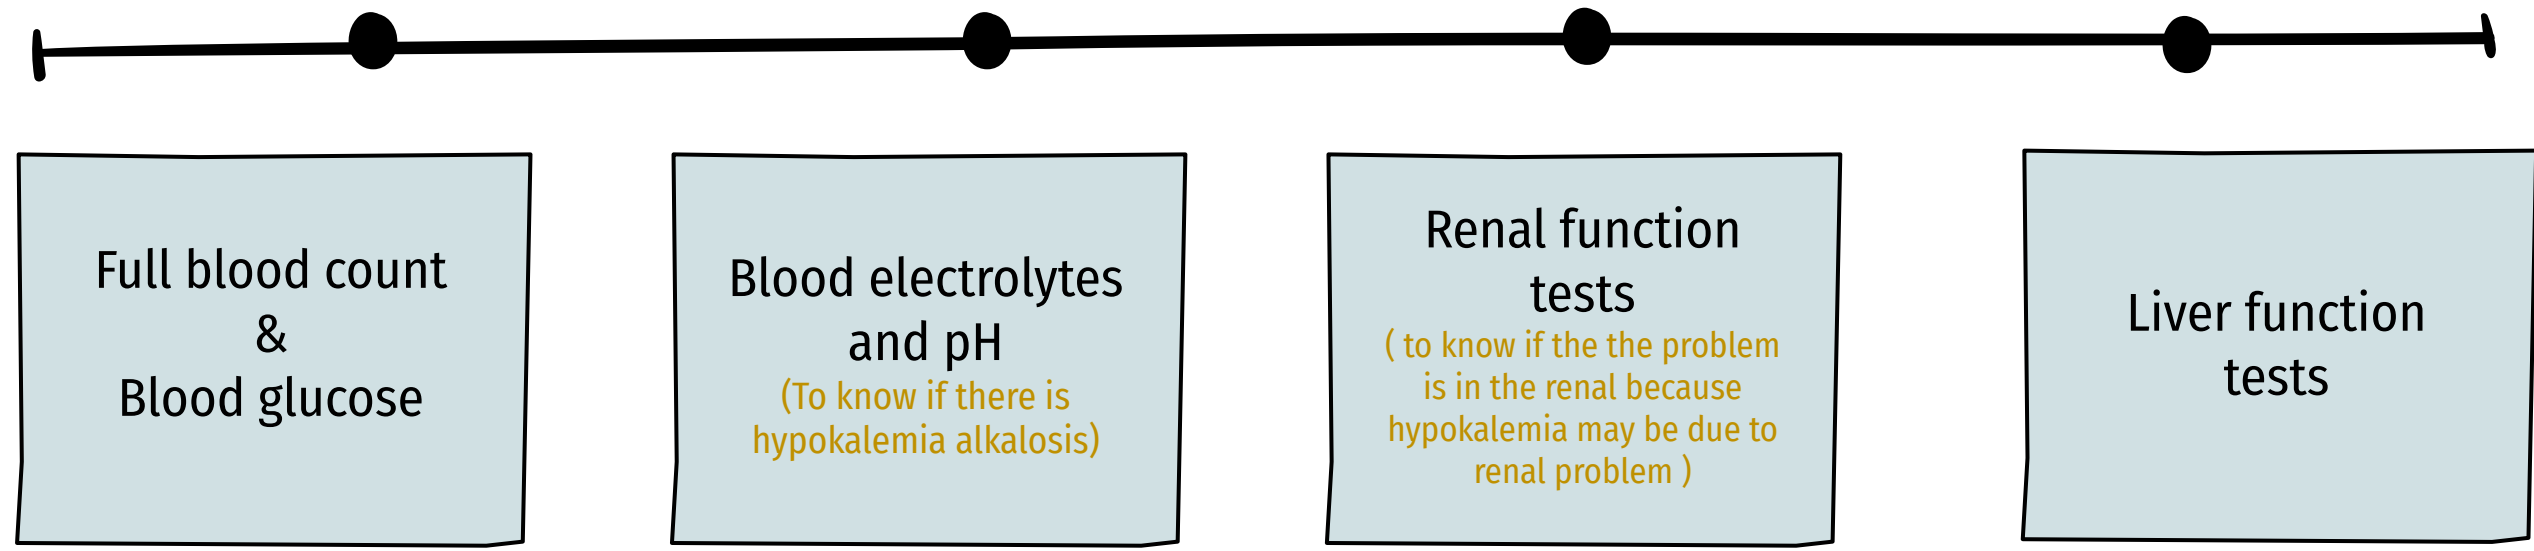 Full blood count
&
Blood glucose
Blood electrolytes
and pH
(To know if there is
hypokalemia alkalosis)
Renal function
tests
( to know if the the problem
is in the renal because
hypokalemia may be due to
renal problem )
Liver function
tests